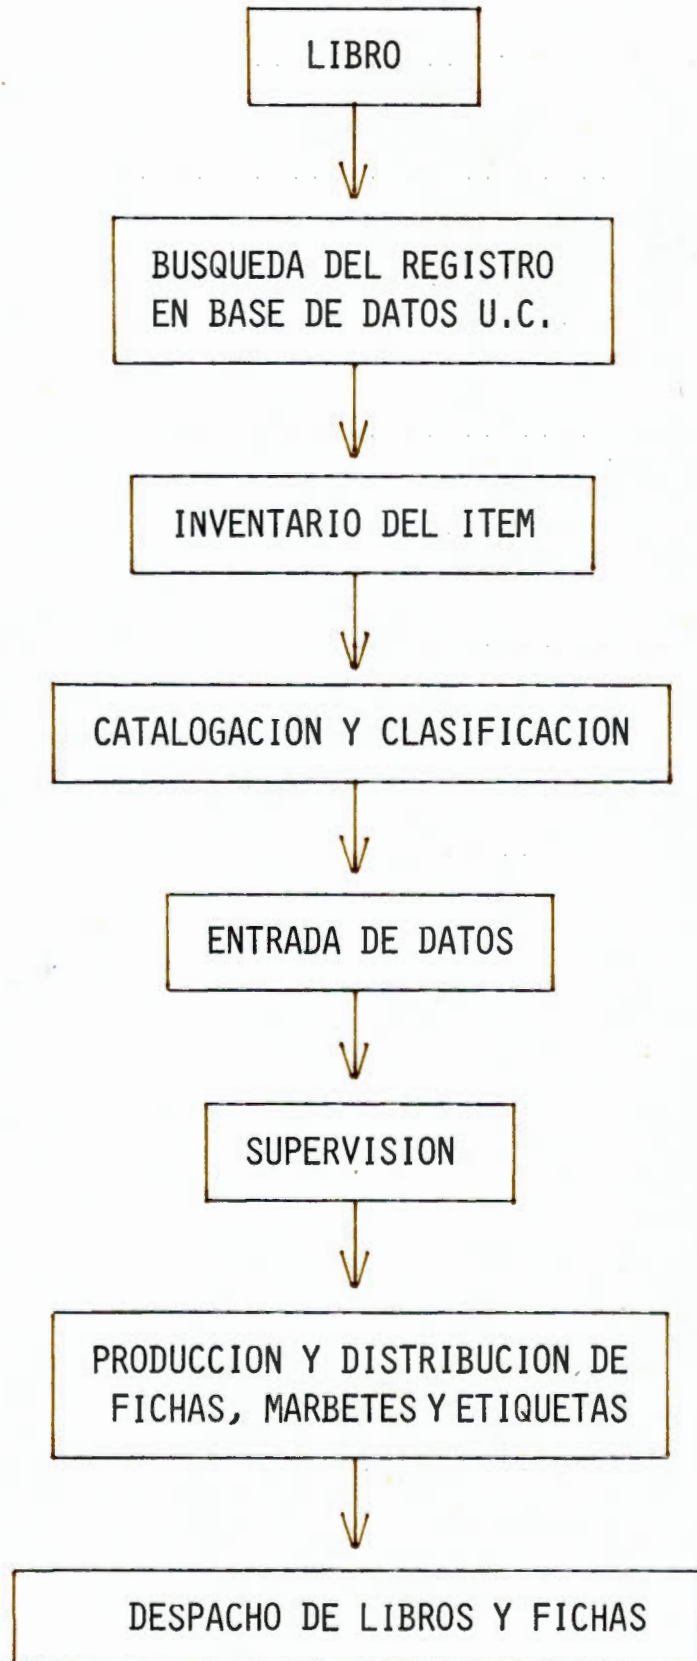 LIBRO
BUSQUEDA DEL REGISTRO
EN BASE DE DATOS U.C.
INVENTARIO DEL ITEM
CATALOGACION Y CLASIFICACION
ENTRADA DE DATOS
SUPERVISION
PRODUCCION Y DISTRIBUCION DE
FICHAS, MARBETES Y ETIQUETAS
DESPACHO DE LIBROS Y FICHAS